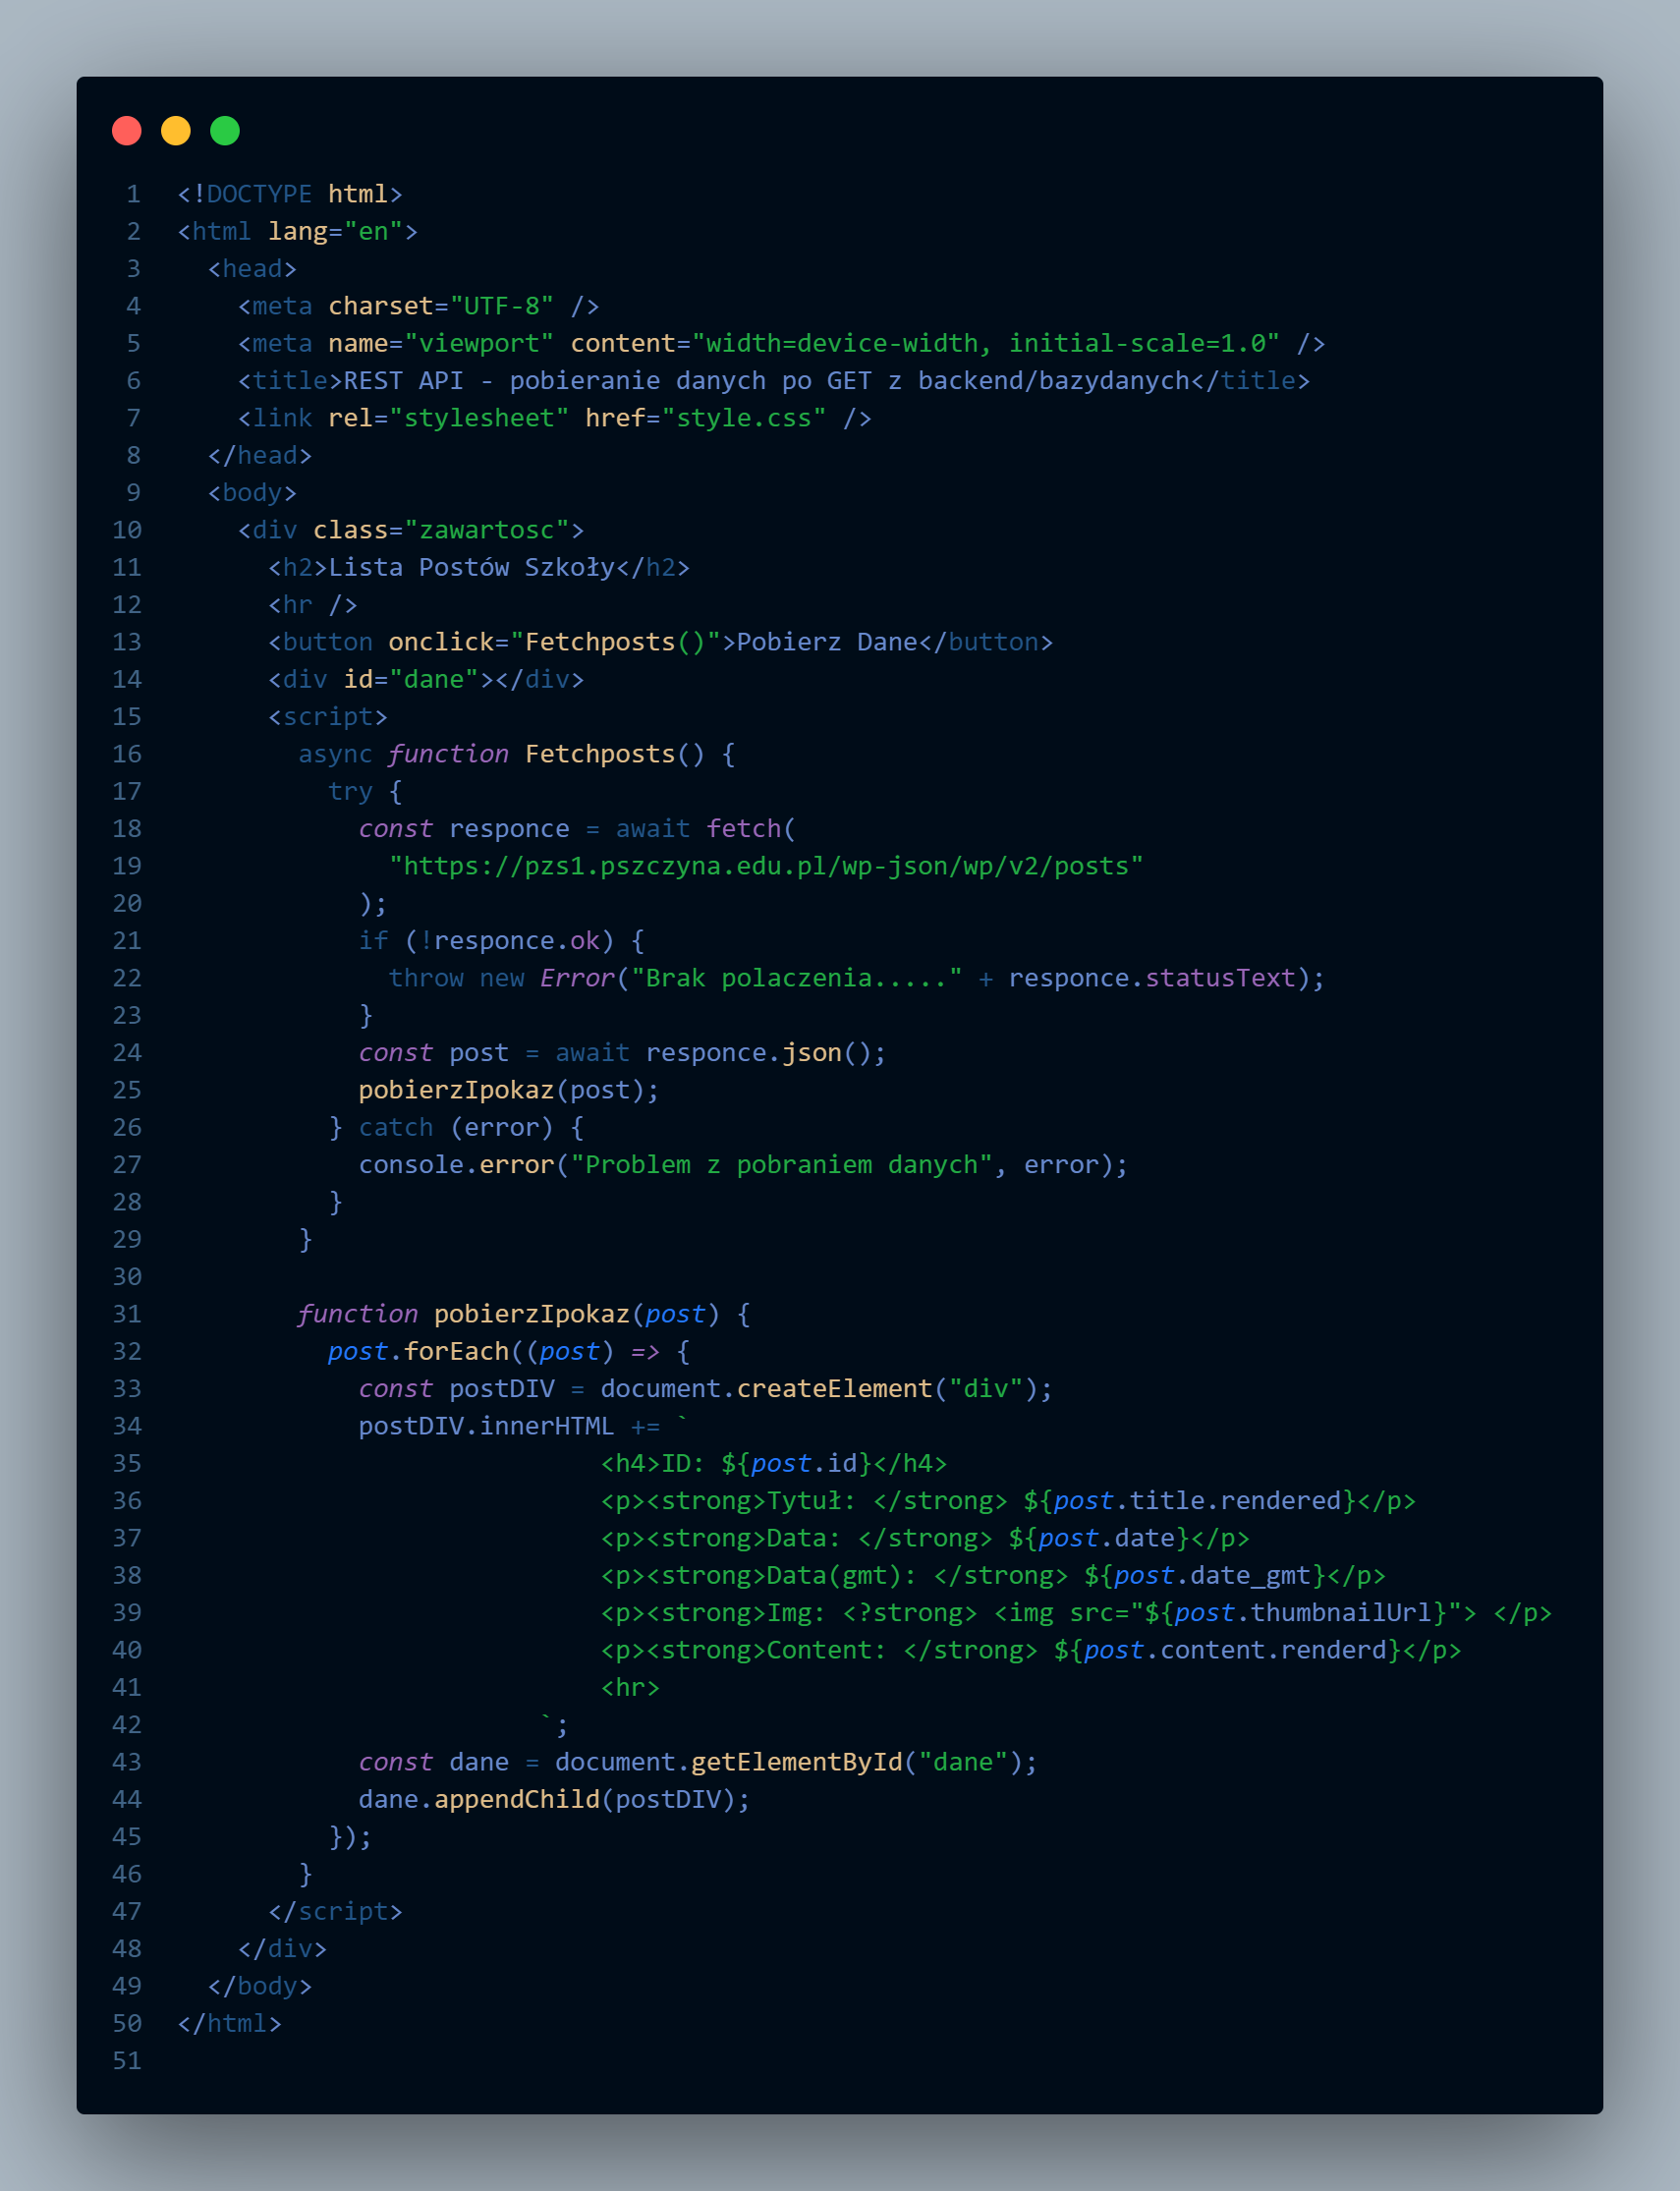 1 <!DOCTYPE html>
2 <html lang="en">
3   <head>
4     <meta charset="UTF-8" />
5     <meta name="viewport" content="width=device-width, initial-scale=1.0" />
6     <title>REST API - pobieranie danych po GET z backend/bazydanych</title>
7     <link rel="stylesheet" href="style.css" />
8   </head>
9   <body>
10     <div class="zawartosc">
11       <h2>Lista Postów Szkoły</h2>
12       <hr />
13       <button onclick="Fetchposts()">Pobierz Dane</button>
14       <div id="dane"></div>
15       <script>
16         async function Fetchposts() {
17           try {
18             const responce = await fetch(
19               "https://pzs1.pszczyna.edu.pl/wp-json/wp/v2/posts"
20             );
21             if (!responce.ok) {
22               throw new Error("Brak polaczenia....." + responce.statusText);
23             }
24             const post = await responce.json();
25             pobierzIpokaz(post);
26           } catch (error) {
27             console.error("Problem z pobraniem danych", error);
28           }
29         }
30
31         function pobierzIpokaz(post) {
32           post.forEach((post) => {
33             const postDIV = document.createElement("div");
34             postDIV.innerHTML += `
35                             <h4>ID: ${post.id}</h4>
36                             <p><strong>Tytuł: </strong> ${post.title.rendered}</p>
37                             <p><strong>Data: </strong> ${post.date}</p>
38                             <p><strong>Data(gmt): </strong> ${post.date_gmt}</p>
39                             <p><strong>Img: <?strong> <img src="${post.thumbnailUrl}"> </p>
40                             <p><strong>Content: </strong> ${post.content.renderd}</p>
41                             <hr>
42                         `;
43             const dane = document.getElementById("dane");
44             dane.appendChild(postDIV);
45           });
46         }
47       </script>
48     </div>
49   </body>
50 </html>
51